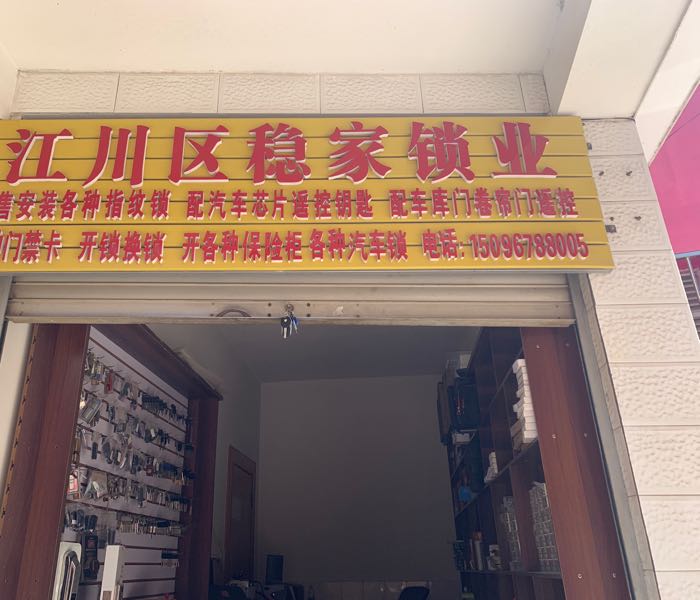 江川区稳家锁业
售安装各种指纹锁 配汽车芯片遥控钥匙 配车库门卷帘门遥控
门禁卡 开锁换锁 开各种保险柜 各种汽车锁 电话: 15096788005